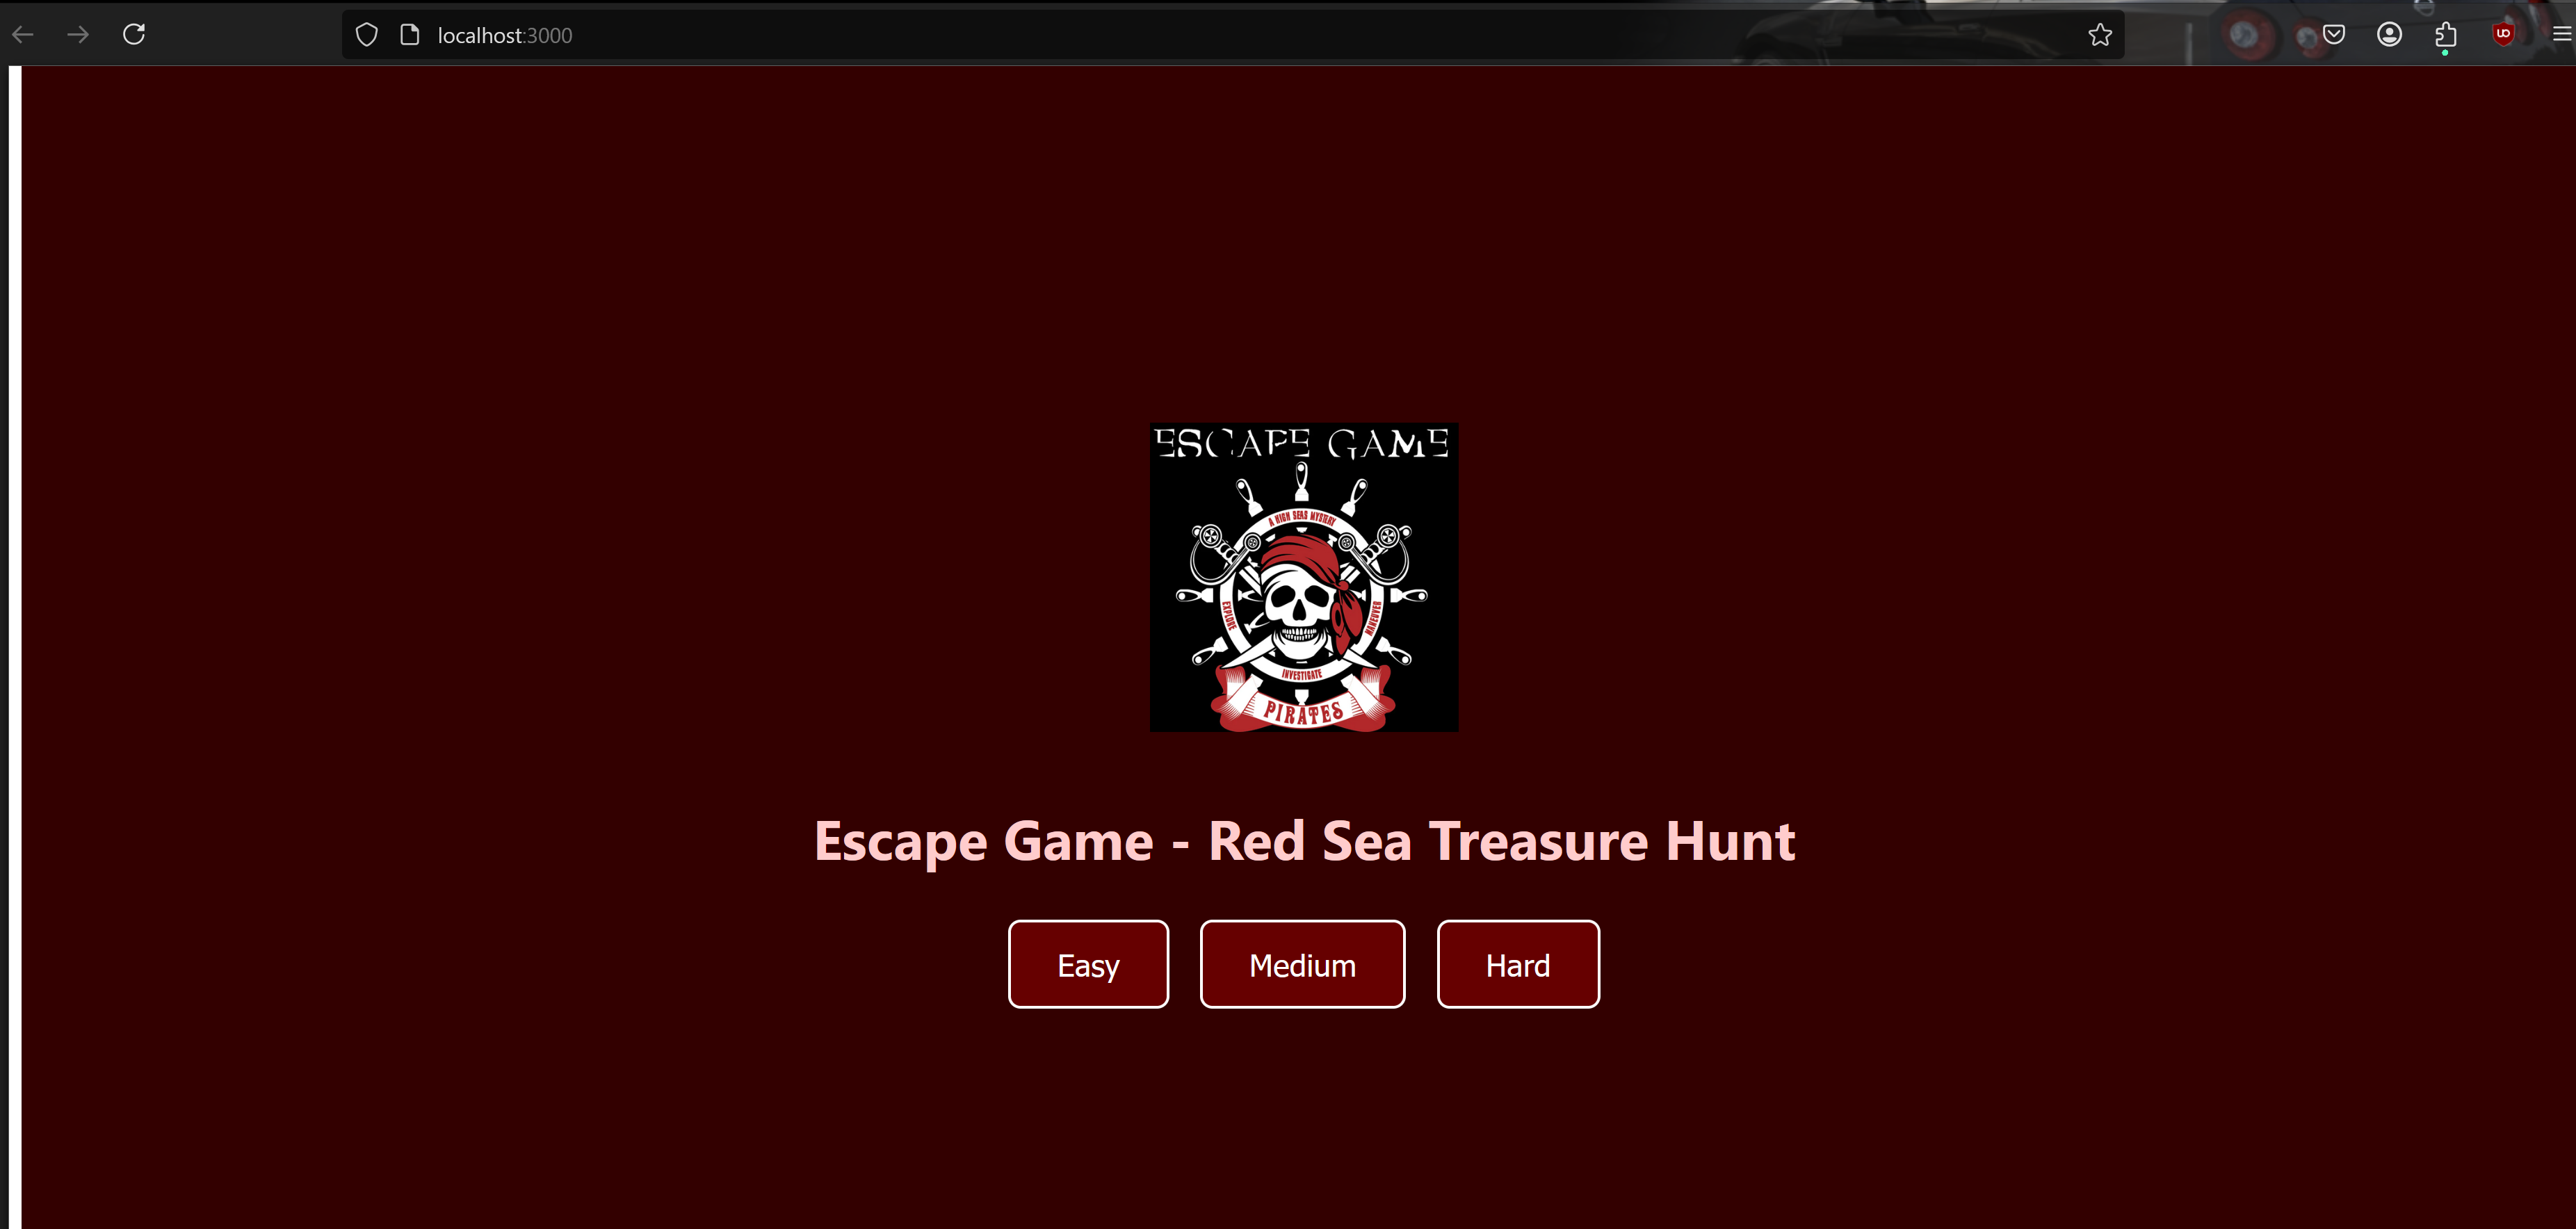 localhost:3000
ESCAPE GAME
A HIGH SEAS MYSTERY
EXPLORE
MANEUVER
INVESTIGATE
PIRATES
Escape Game - Red Sea Treasure Hunt
Easy
Medium
Hard